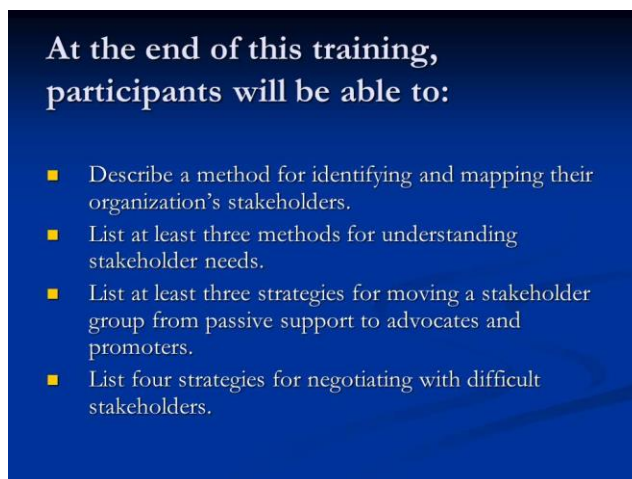 At the end of this training,
participants will be able to:
Describe a method for identifying and mapping their
organization's stakeholders.
List at least three methods for understanding
stakeholder needs.
List at least three strategies for moving a stakeholder
group from passive support to advocates and
promoters.
List four strategies for negotiating with difficult
stakeholders.